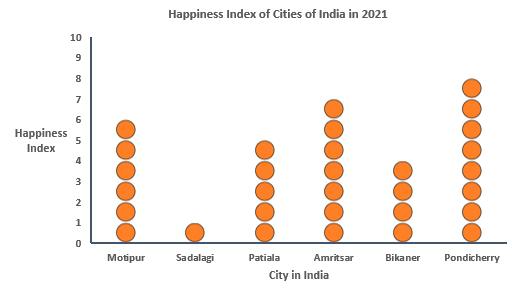 Happiness Index of Cities of India in 2021
10
9
8
7
6
5
4
3
2
1
0
Happiness
Index
Motipur Sadalagi Patiala Amritsar Bikaner Pondicherry
City in India